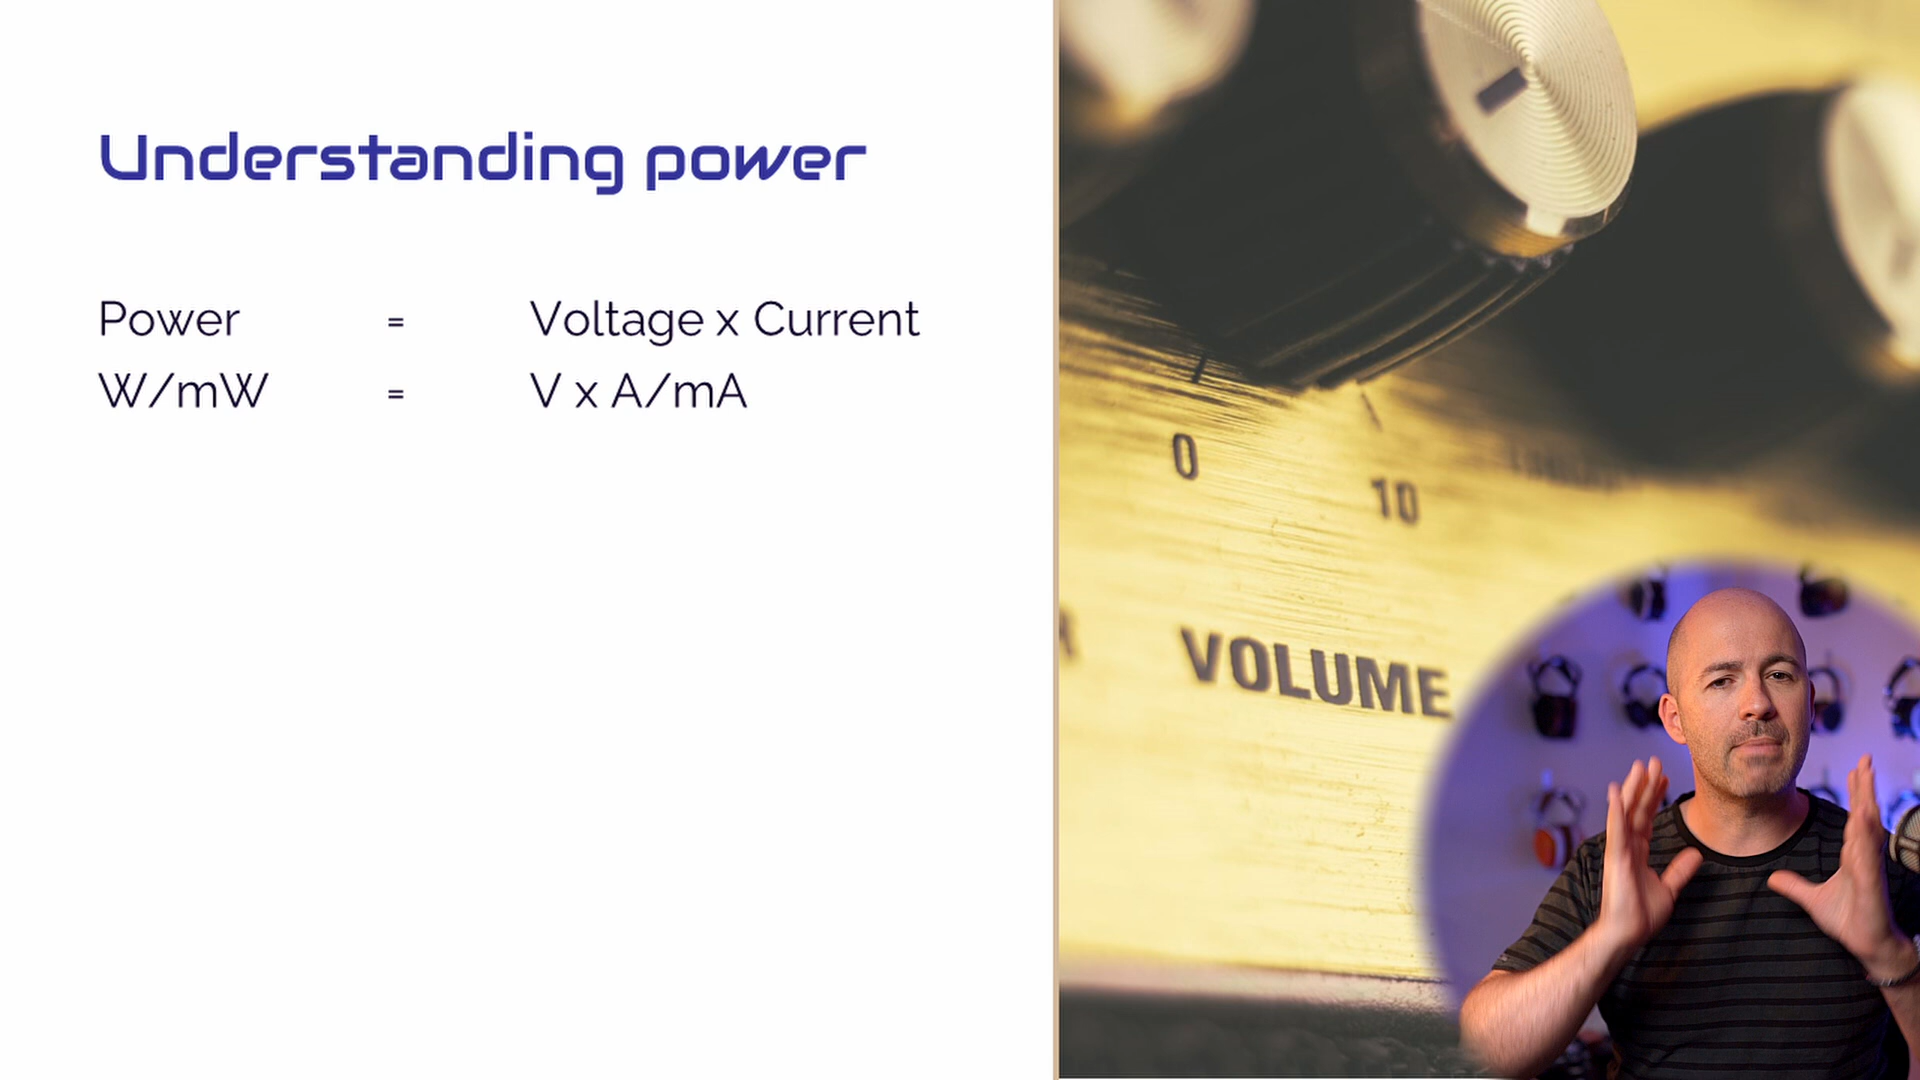 Understanding power
Power = Voltage x Current
W/mW = V x A/mA
0
10
VOLUME